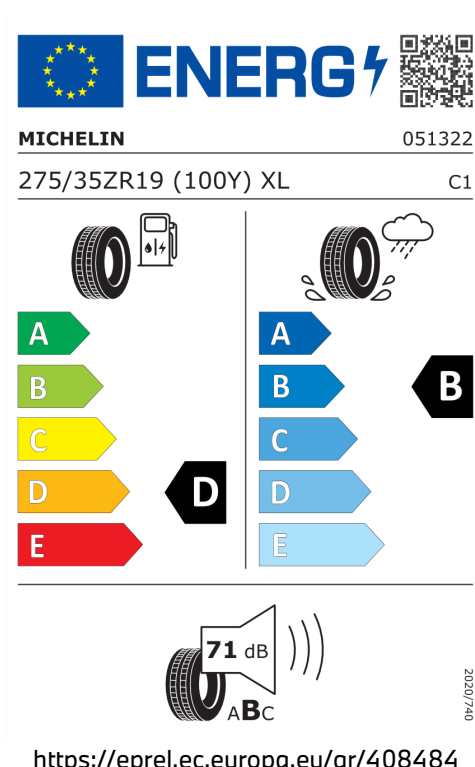 ENERG
MICHELIN 051322
275/35ZR19 (100Y) XL C1
A A
B B B
C C
D D D
E E
71 dB
ABC
2020/740
https://eprel.ec.europa.eu/qr/408484